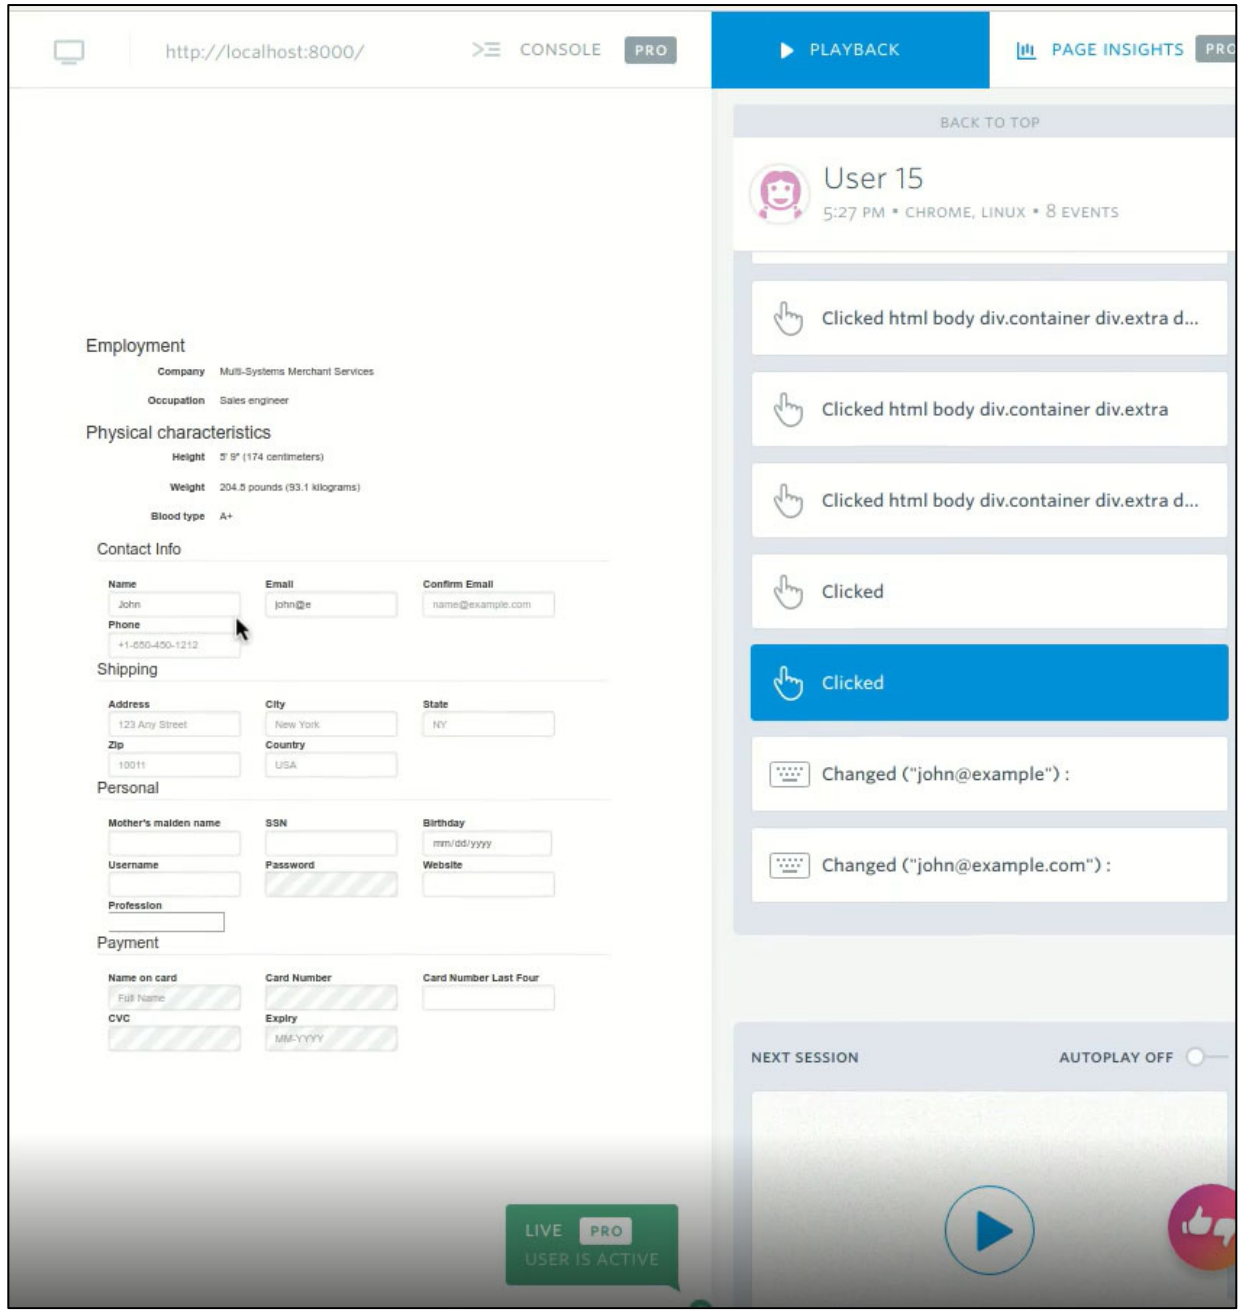 http://localhost:8000/
CONSOLE PRO
PLAYBACK
PAGE INSIGHTS PRO
BACK TO TOP
User 15
5:27 PM • CHROME, LINUX • 8 EVENTS
Clicked html body div.container div.extra d...
Clicked html body div.container div.extra
Clicked html body div.container div.extra d...
Clicked
Clicked
Changed ("john@example") :
Changed ("john@example.com") :
NEXT SESSION
AUTOPLAY OFF
Employment
Company Multi-Systems Merchant Services
Occupation Sales engineer
Physical characteristics
Height 5' 9" (174 centimeters)
Weight 204.5 pounds (93.1 kilograms)
Blood type A+
Contact Info
Name Email Confirm Email
John john@e name@example.com
Phone
+1-650-450-1212
Shipping
Address City State
123 Any Street New York NY
Zip Country
10011 USA
Personal
Mother's maiden name SSN Birthday
mm/dd/yyyy
Username Password Website
Profession
Payment
Name on card Card Number Card Number Last Four
Full Name
CVC Expiry
MM-YYYY
LIVE PRO
USER IS ACTIVE